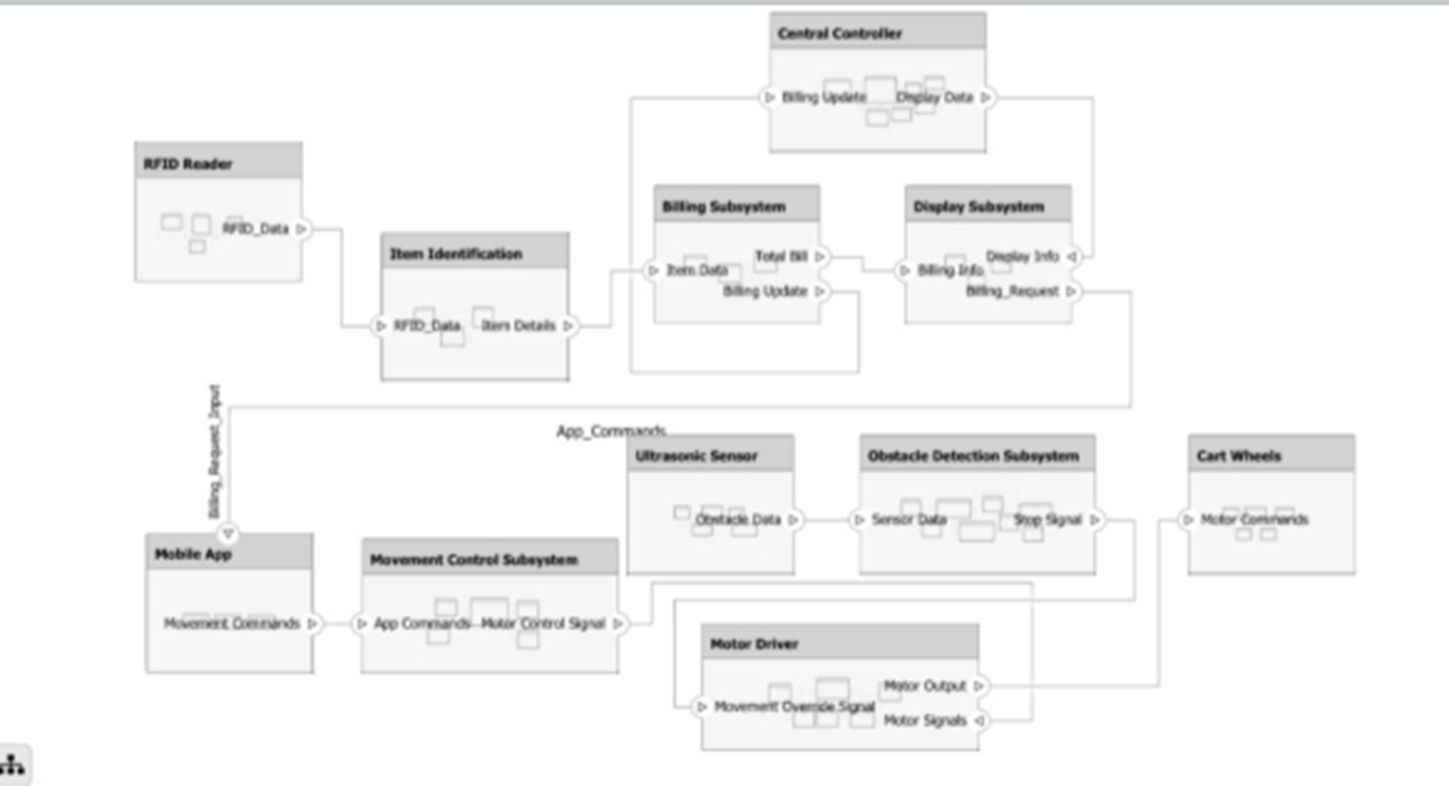 Central Controller
Billing Update
Display Data
RFID Reader
RFID_Data
Billing Subsystem
Total Bill
Item Data
Billing Update
Display Subsystem
Display Info
Billing Info
Billing_Request
Item Identification
RFID_Data
Item Details
Billing_Request_Input
App_Commands
Ultrasonic Sensor
Obstacle Data
Obstacle Detection Subsystem
Sensor Data
Stop Signal
Cart Wheels
Motor Commands
Mobile App
Movement Commands
Movement Control Subsystem
App Commands
Motor Control Signal
Motor Driver
Motor Output
Movement Override Signal
Motor Signals